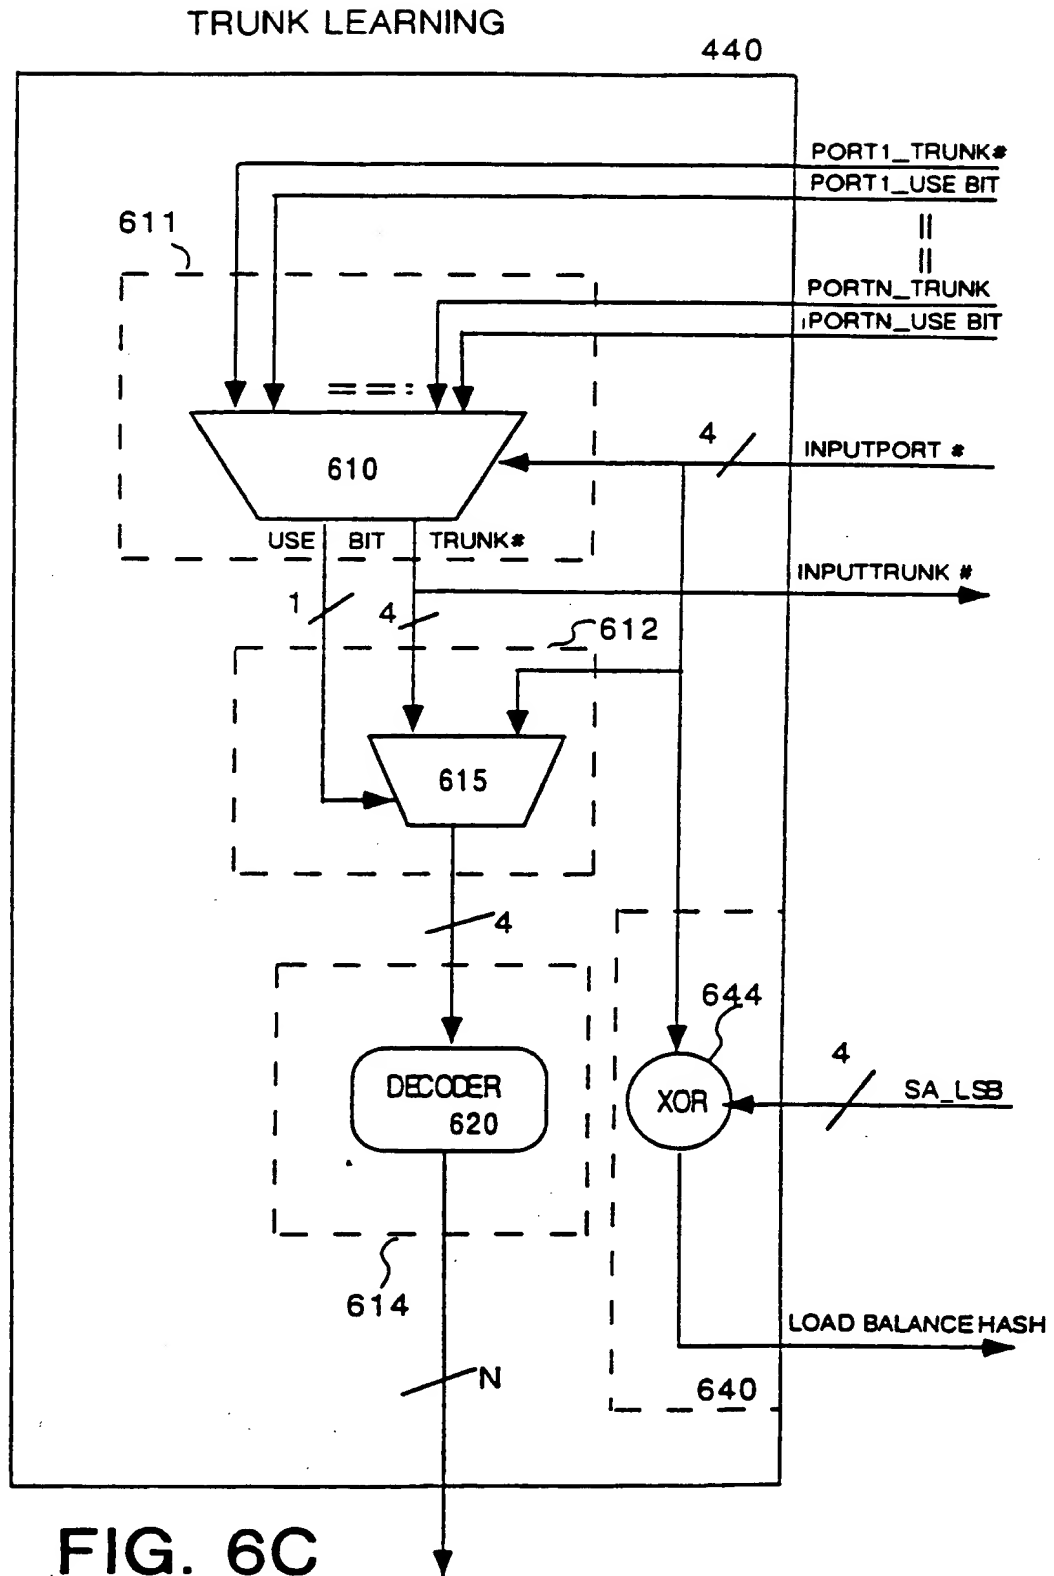 TRUNK LEARNING
440
PORT1_TRUNK#
PORT1_USE BIT
611
PORTN_TRUNK
PORTN_USE BIT
4
INPUTPORT #
610
USE BIT TRUNK#
INPUTTRUNK #
1
4
612
615
4
644
4
DECODER
620
XOR
SA_LSB
614
LOAD BALANCE HASH
N
640
FIG. 6C